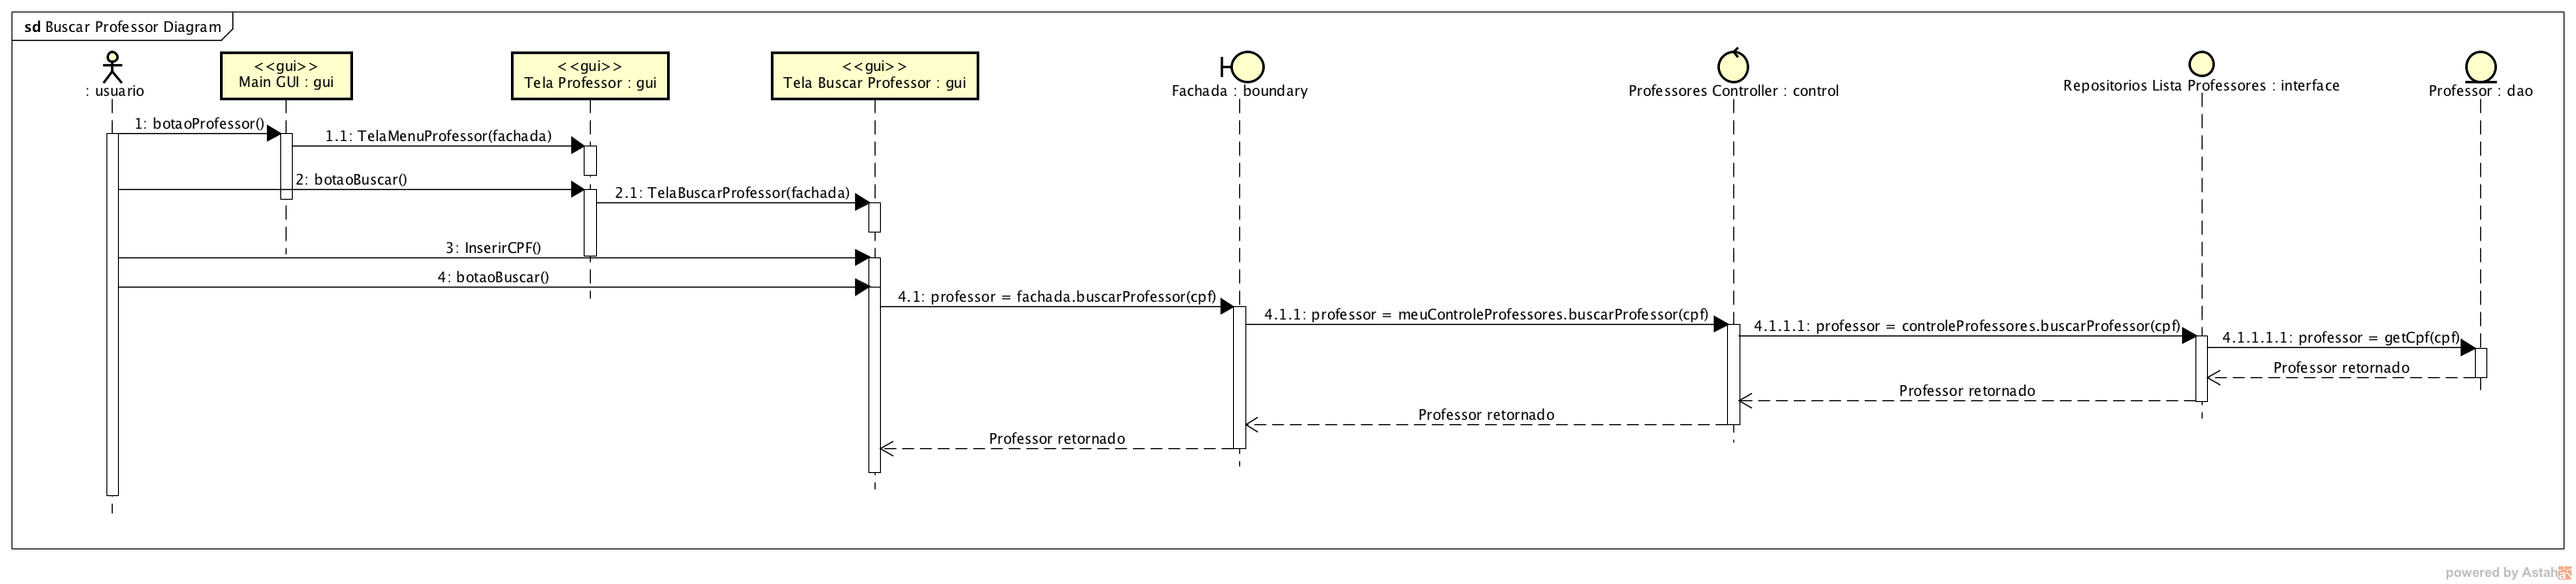 sd Buscar Professor Diagram
: usuario
<<gui>>
Main GUI : gui
<<gui>>
Tela Professor : gui
<<gui>>
Tela Buscar Professor : gui
Fachada : boundary
Professores Controller : control
Repositorios Lista Professores : interface
Professor : dao
1: botaoProfessor()
1.1: TelaMenuProfessor(fachada)
2: botaoBuscar()
2.1: TelaBuscarProfessor(fachada)
3: InserirCPF()
4: botaoBuscar()
4.1: professor = fachada.buscarProfessor(cpf)
4.1.1: professor = meuControleProfessores.buscarProfessor(cpf)
4.1.1.1: professor = controleProfessores.buscarProfessor(cpf)
4.1.1.1.1: professor = getCpf(cpf)
Professor retornado
Professor retornado
Professor retornado
Professor retornado
powered by Astah